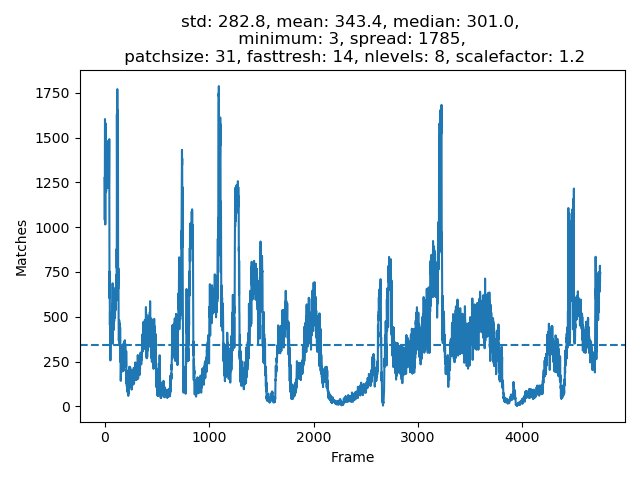 std: 282.8, mean: 343.4, median: 301.0,
minimum: 3, spread: 1785,
patchsize: 31, fasttresh: 14, nlevels: 8, scalefactor: 1.2
1750
1500
1250
1000
750
500
250
0
Matches
0 1000 2000 3000 4000
Frame